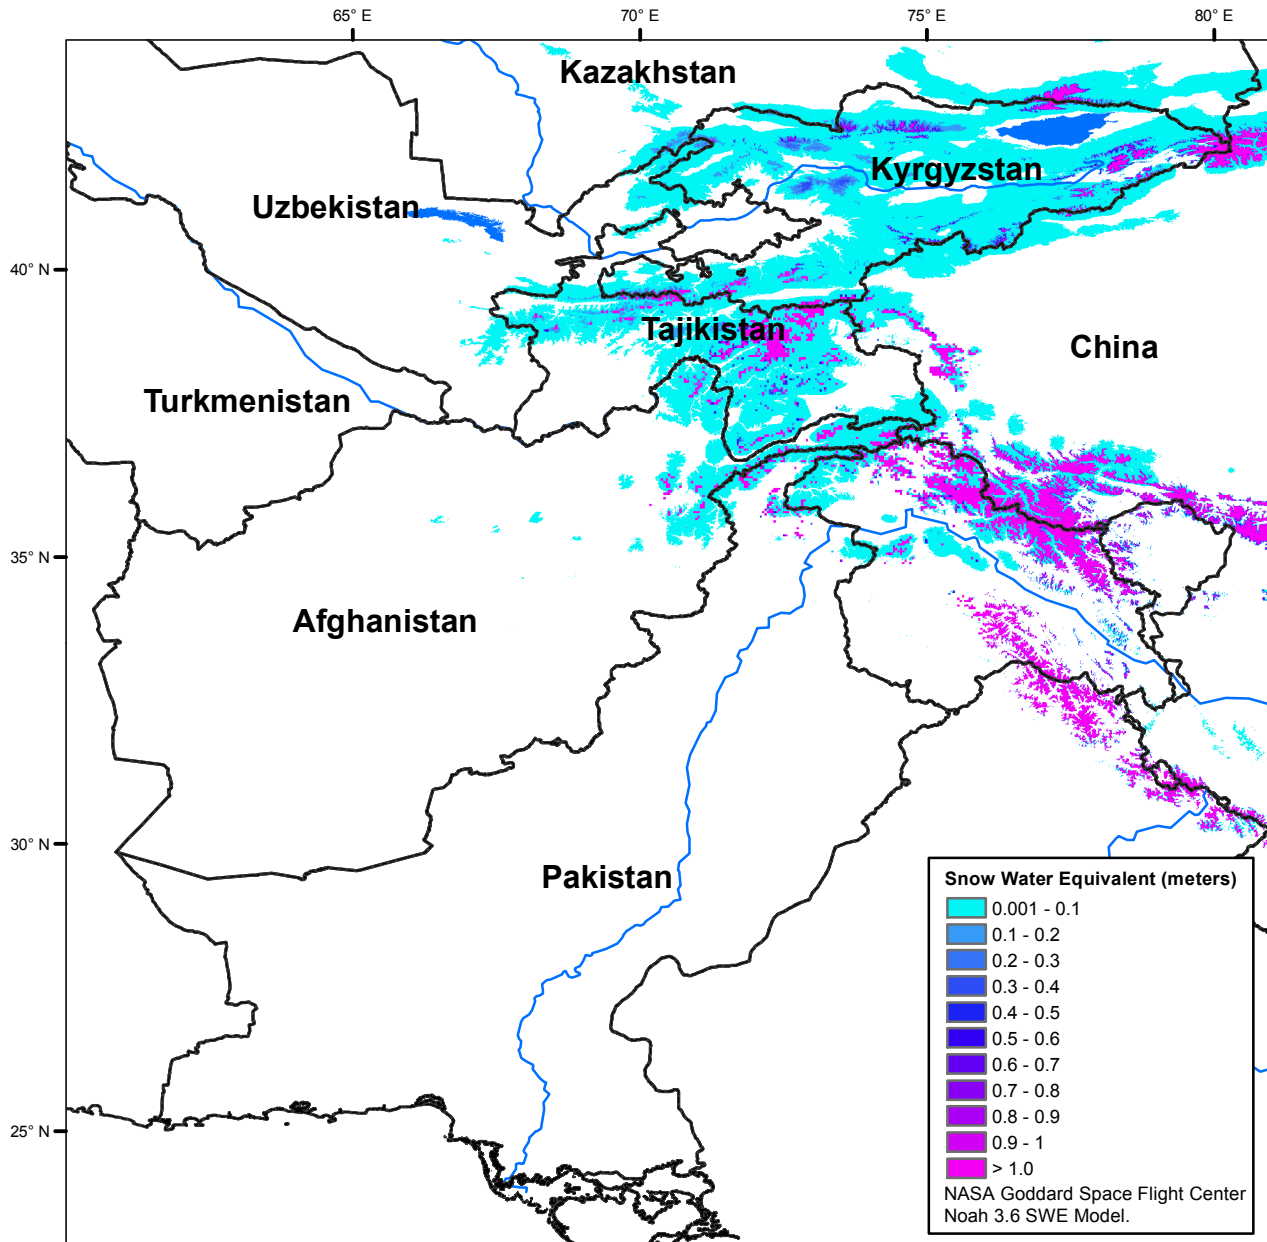 65° E
70° E
75° E
80° E
Kazakhstan
Kyrgyzstan
Uzbekistan
40° N
Tajikistan
China
Turkmenistan
35° N
Afghanistan
30° N
Pakistan
Snow Water Equivalent (meters)
0.001 - 0.1
0.1 - 0.2
0.2 - 0.3
0.3 - 0.4
0.4 - 0.5
0.5 - 0.6
0.6 - 0.7
0.7 - 0.8
0.8 - 0.9
0.9 - 1
> 1.0
NASA Goddard Space Flight Center
Noah 3.6 SWE Model.
25° N